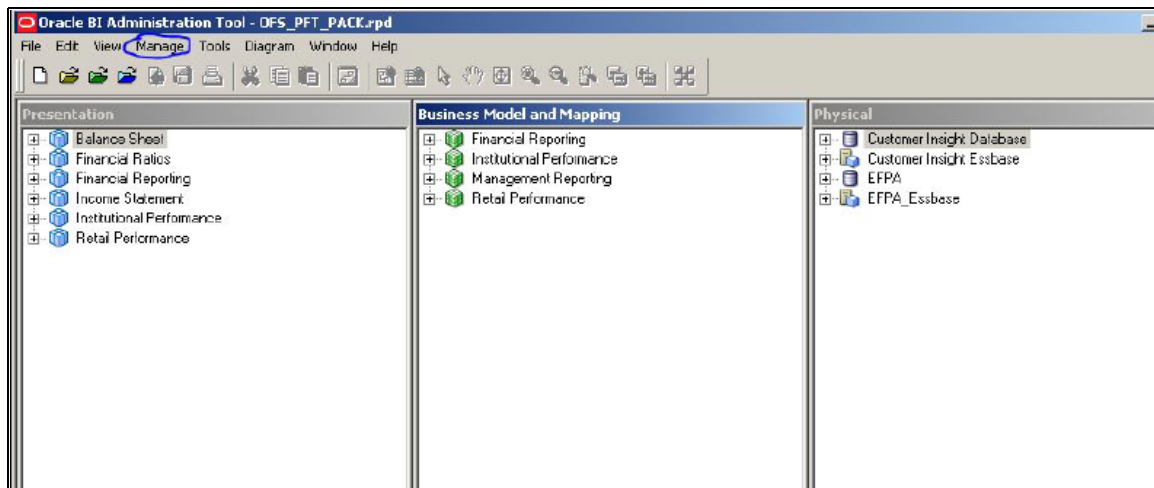 Oracle BI Administration Tool - OFS_PFT_PACK.rpd
File Edit View Manage Tools Diagram Window Help
Presentation
Balance Sheet
Financial Ratios
Financial Reporting
Income Statement
Institutional Performance
Retail Performance
Business Model and Mapping
Financial Reporting
Institutional Performance
Management Reporting
Retail Performance
Physical
Customer Insight Database
Customer Insight Essbase
EFPA
EFPA_Essbase